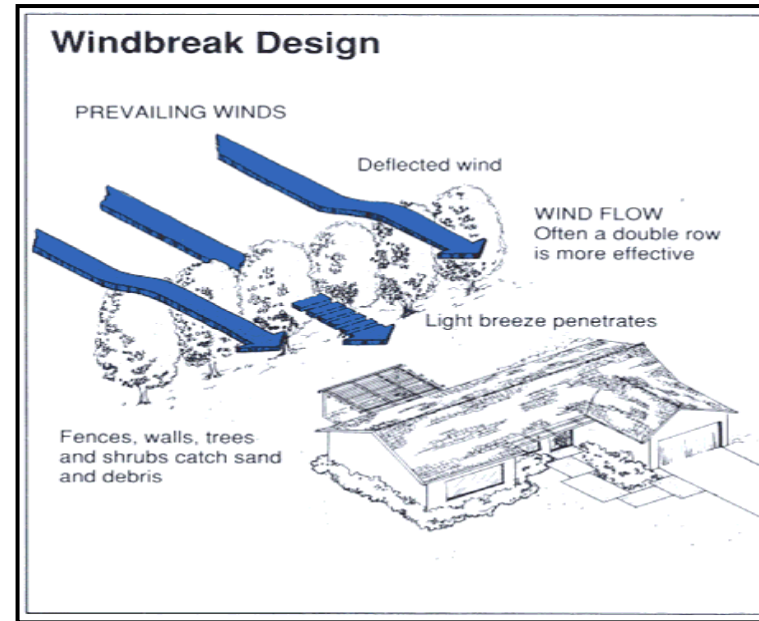 Windbreak Design
PREVAILING WINDS
Deflected wind
WIND FLOW
Often a double row
is more effective
Light breeze penetrates
Fences, walls, trees
and shrubs catch sand
and debris